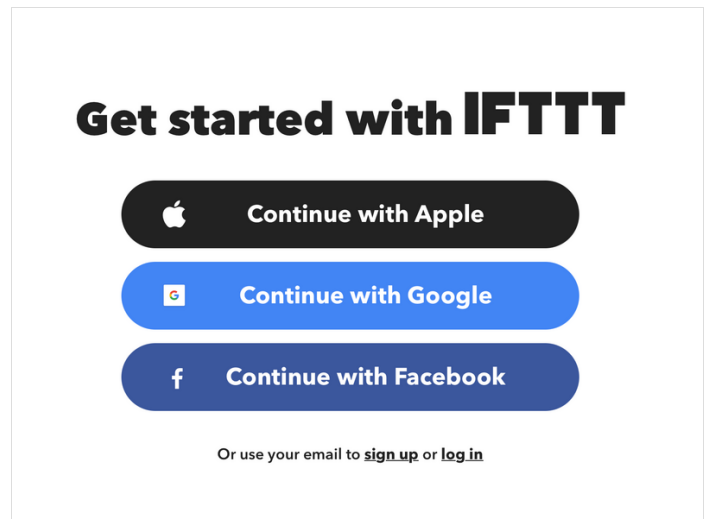 Get started with IFTTT
Continue with Apple
G Continue with Google
f Continue with Facebook
Or use your email to sign up or log in